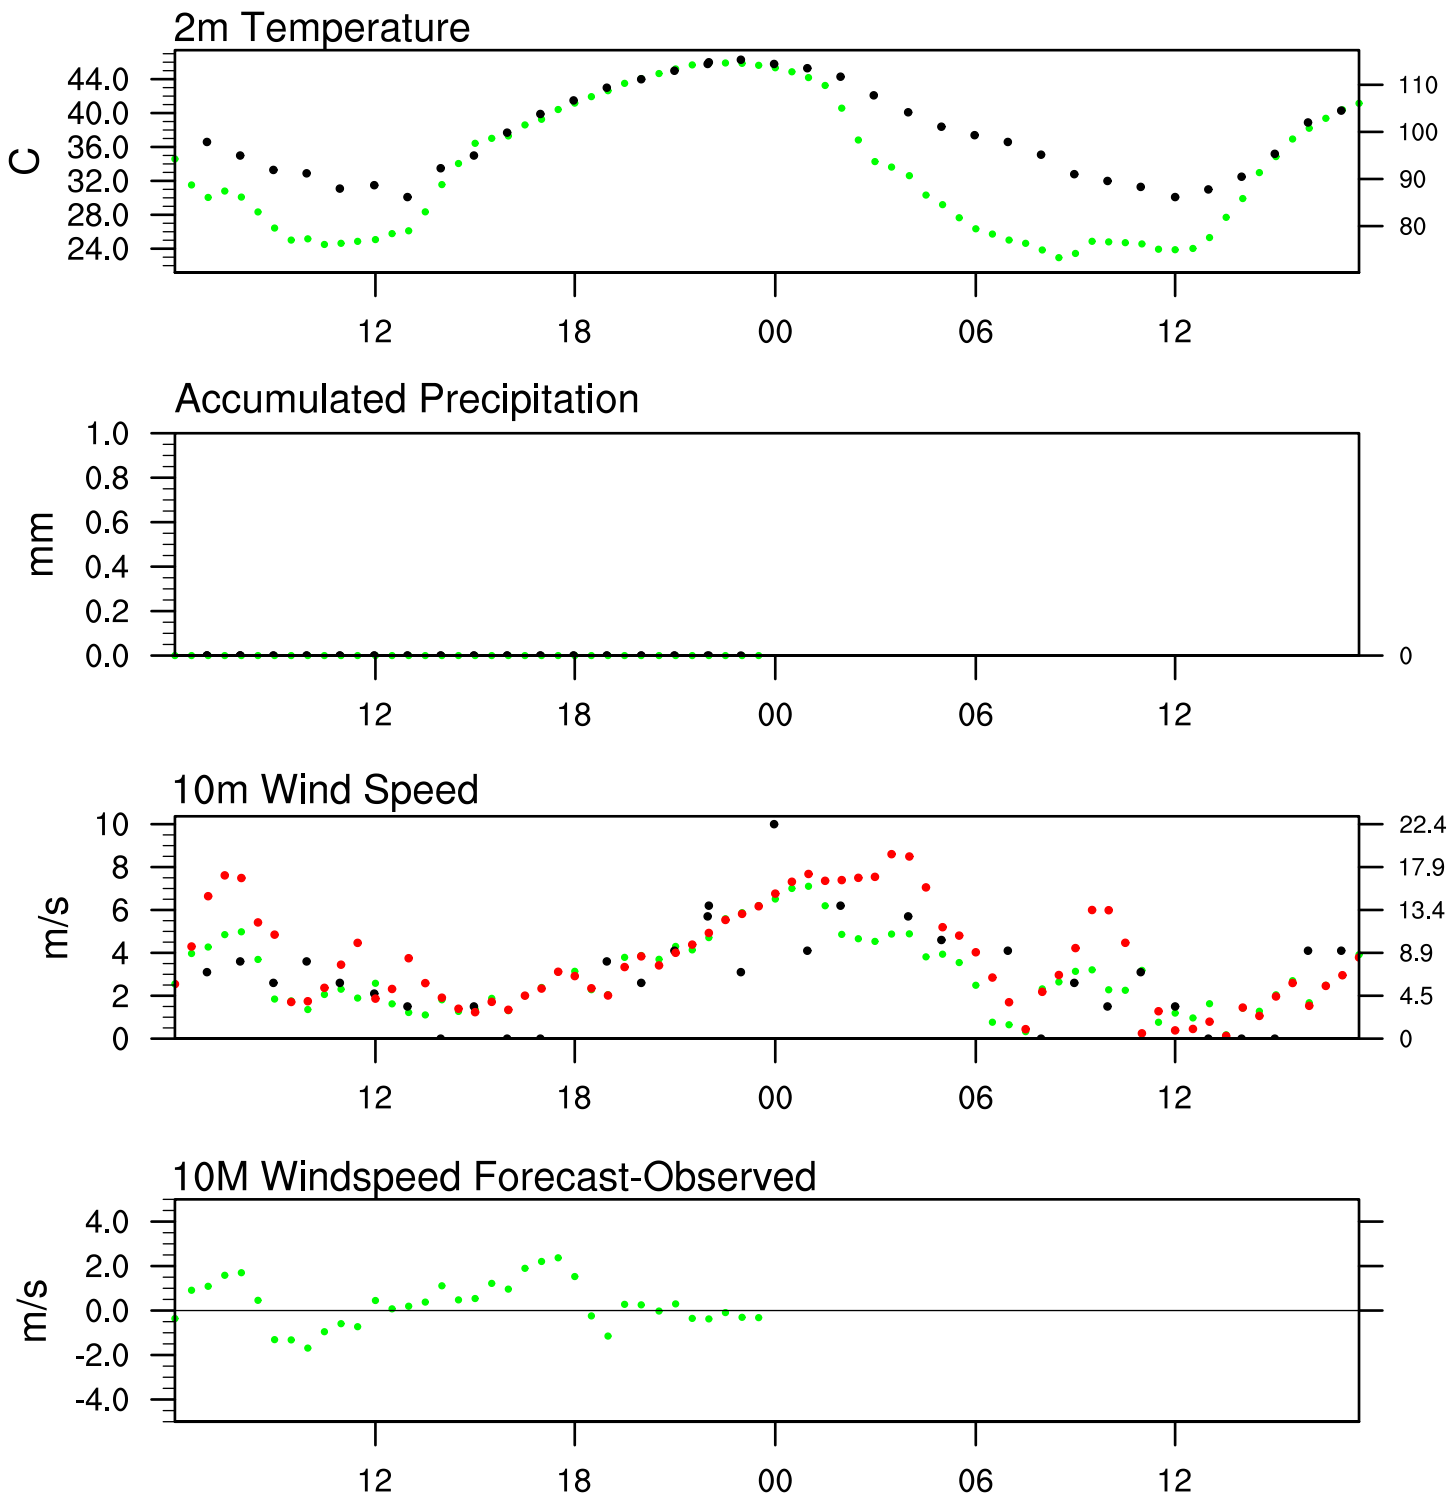 2m Temperature
44.0
40.0
36.0
32.0
28.0
24.0
C
110
100
90
80
12 18 00 06 12
Accumulated Precipitation
1.0
0.8
0.6
0.4
0.2
0.0
mm
0
12 18 00 06 12
10m Wind Speed
10
8
6
4
2
0
m/s
22.4
17.9
13.4
8.9
4.5
0
12 18 00 06 12
10M Windspeed Forecast-Observed
4.0
2.0
0.0
-2.0
-4.0
m/s
12 18 00 06 12